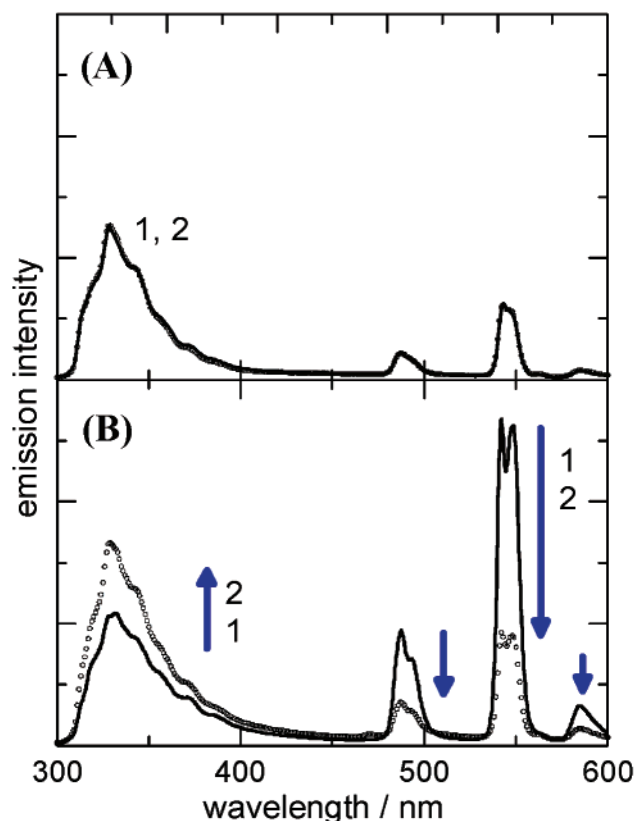 (A)
1, 2
emission intensity
(B)
1
2
2
1
300
400
500
600
wavelength / nm